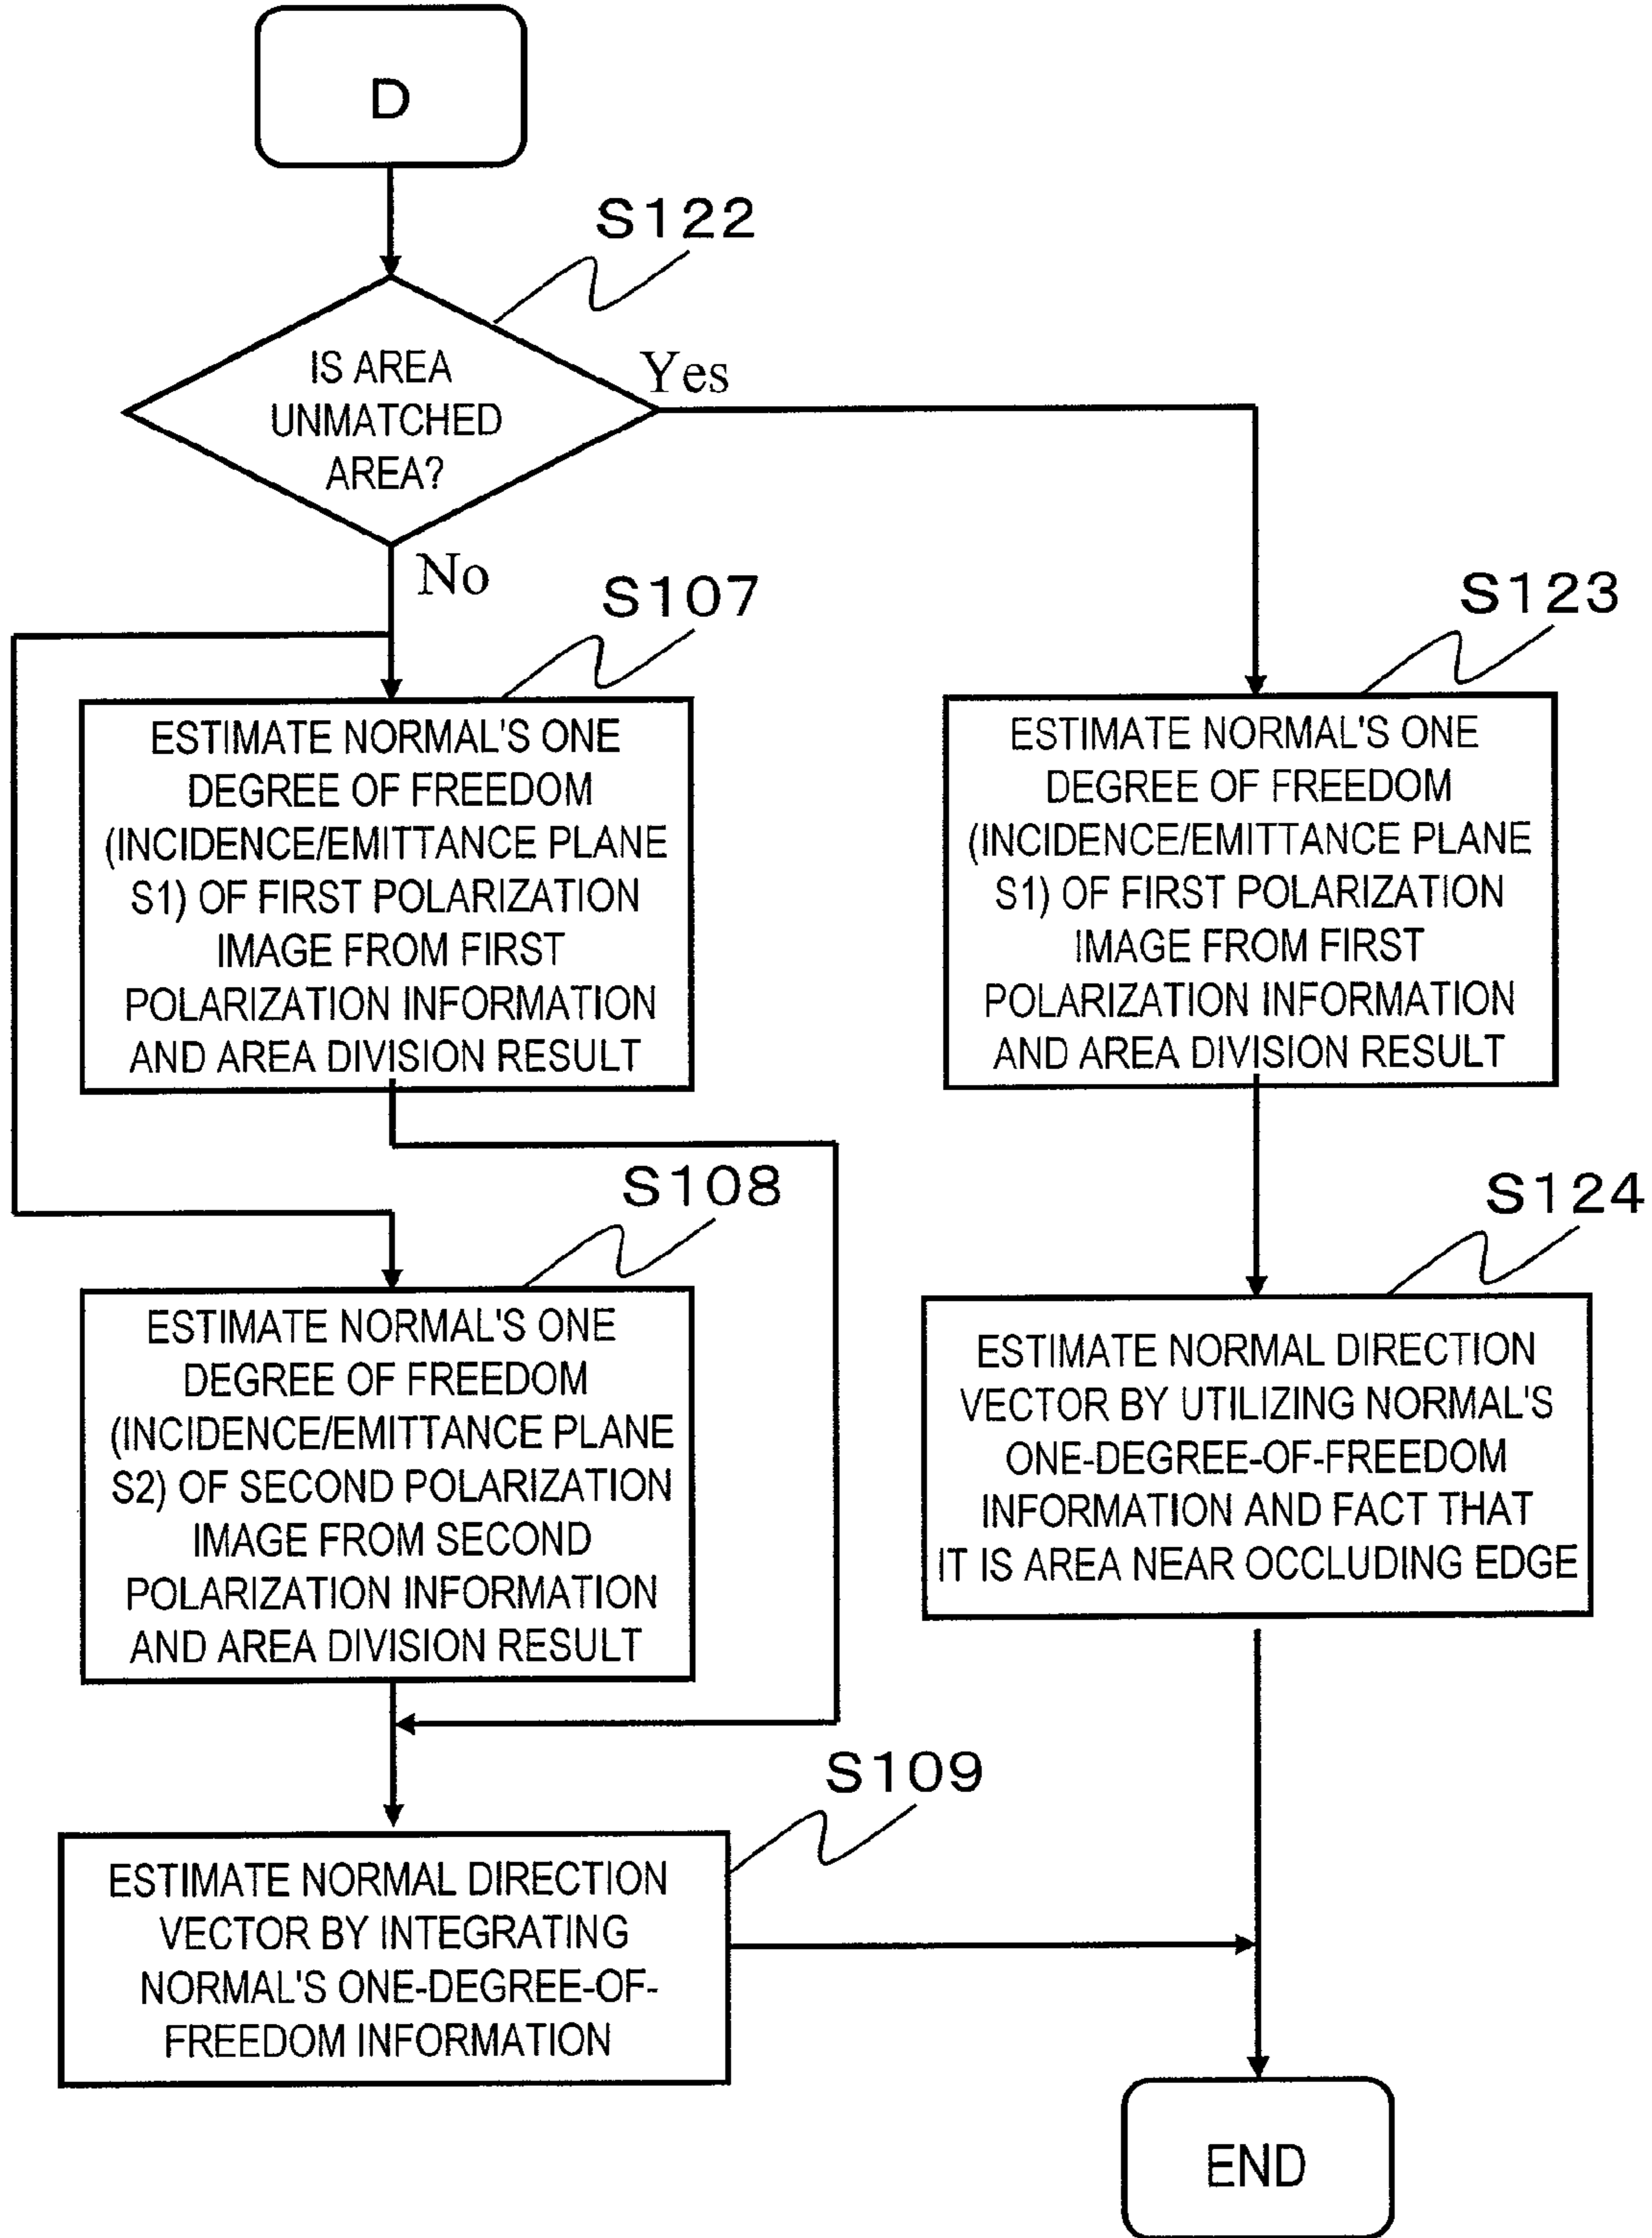 D
S122
IS AREA
UNMATCHED
AREA?
Yes
No
S107
ESTIMATE NORMAL'S ONE
DEGREE OF FREEDOM
(INCIDENCE/EMITTANCE PLANE
S1) OF FIRST POLARIZATION
IMAGE FROM FIRST
POLARIZATION INFORMATION
AND AREA DIVISION RESULT
S123
ESTIMATE NORMAL'S ONE
DEGREE OF FREEDOM
(INCIDENCE/EMITTANCE PLANE
S1) OF FIRST POLARIZATION
IMAGE FROM FIRST
POLARIZATION INFORMATION
AND AREA DIVISION RESULT
S108
ESTIMATE NORMAL'S ONE
DEGREE OF FREEDOM
(INCIDENCE/EMITTANCE PLANE
S2) OF SECOND POLARIZATION
IMAGE FROM SECOND
POLARIZATION INFORMATION
AND AREA DIVISION RESULT
S124
ESTIMATE NORMAL DIRECTION
VECTOR BY UTILIZING NORMAL'S
ONE-DEGREE-OF-FREEDOM
INFORMATION AND FACT THAT
IT IS AREA NEAR OCCLUDING EDGE
S109
ESTIMATE NORMAL DIRECTION
VECTOR BY INTEGRATING
NORMAL'S ONE-DEGREE-OF-
FREEDOM INFORMATION
END